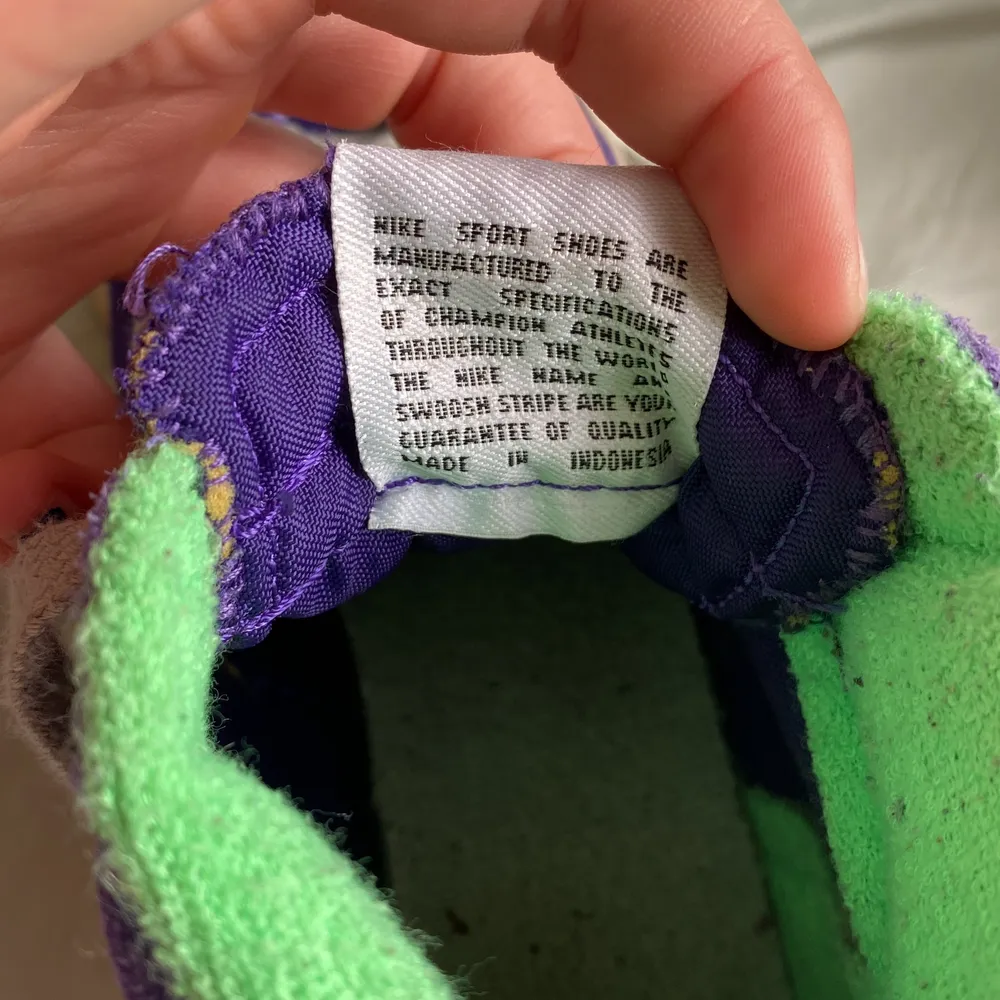 NIKE SPORT SHOES ARE
MANUFACTURED TO THE
EXACT SPECIFICATIONS
OF CHAMPION ATHLETES
THROUGHOUT THE WORLD
THE NIKE NAME AND
SWOOSH STRIPE ARE YOUR
GUARANTEE OF QUALITY
MADE IN INDONESIA